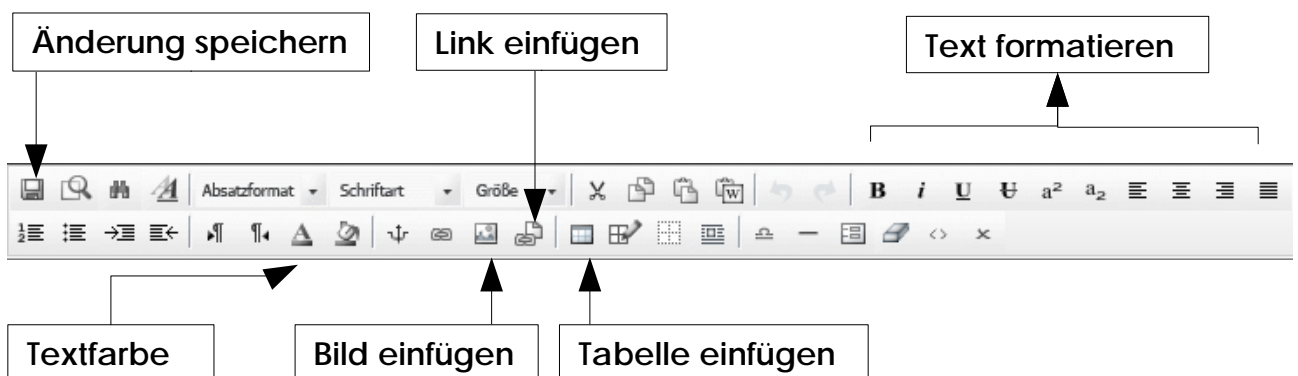 Änderung speichern
Link einfügen
Text formatieren
Absatzformat Schriftart Größe W B i U U a² a₂
Textfarbe
Bild einfügen
Tabelle einfügen